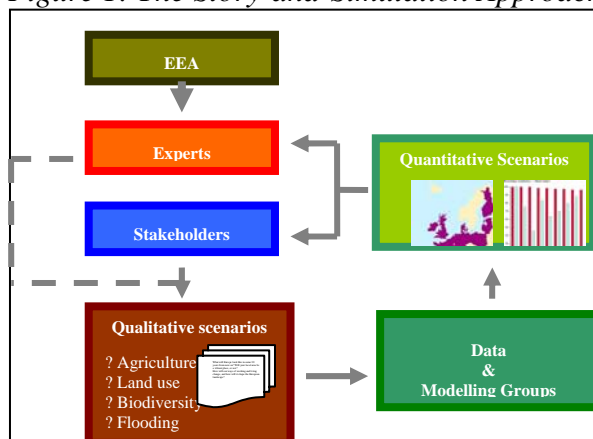 Figure 1: The Story and Simulation Approach
EEA
Experts
Stakeholders
Quantitative Scenarios
Qualitative scenarios
? Agriculture
? Land use
? Biodiversity
? Flooding
Data
&
Modelling Groups